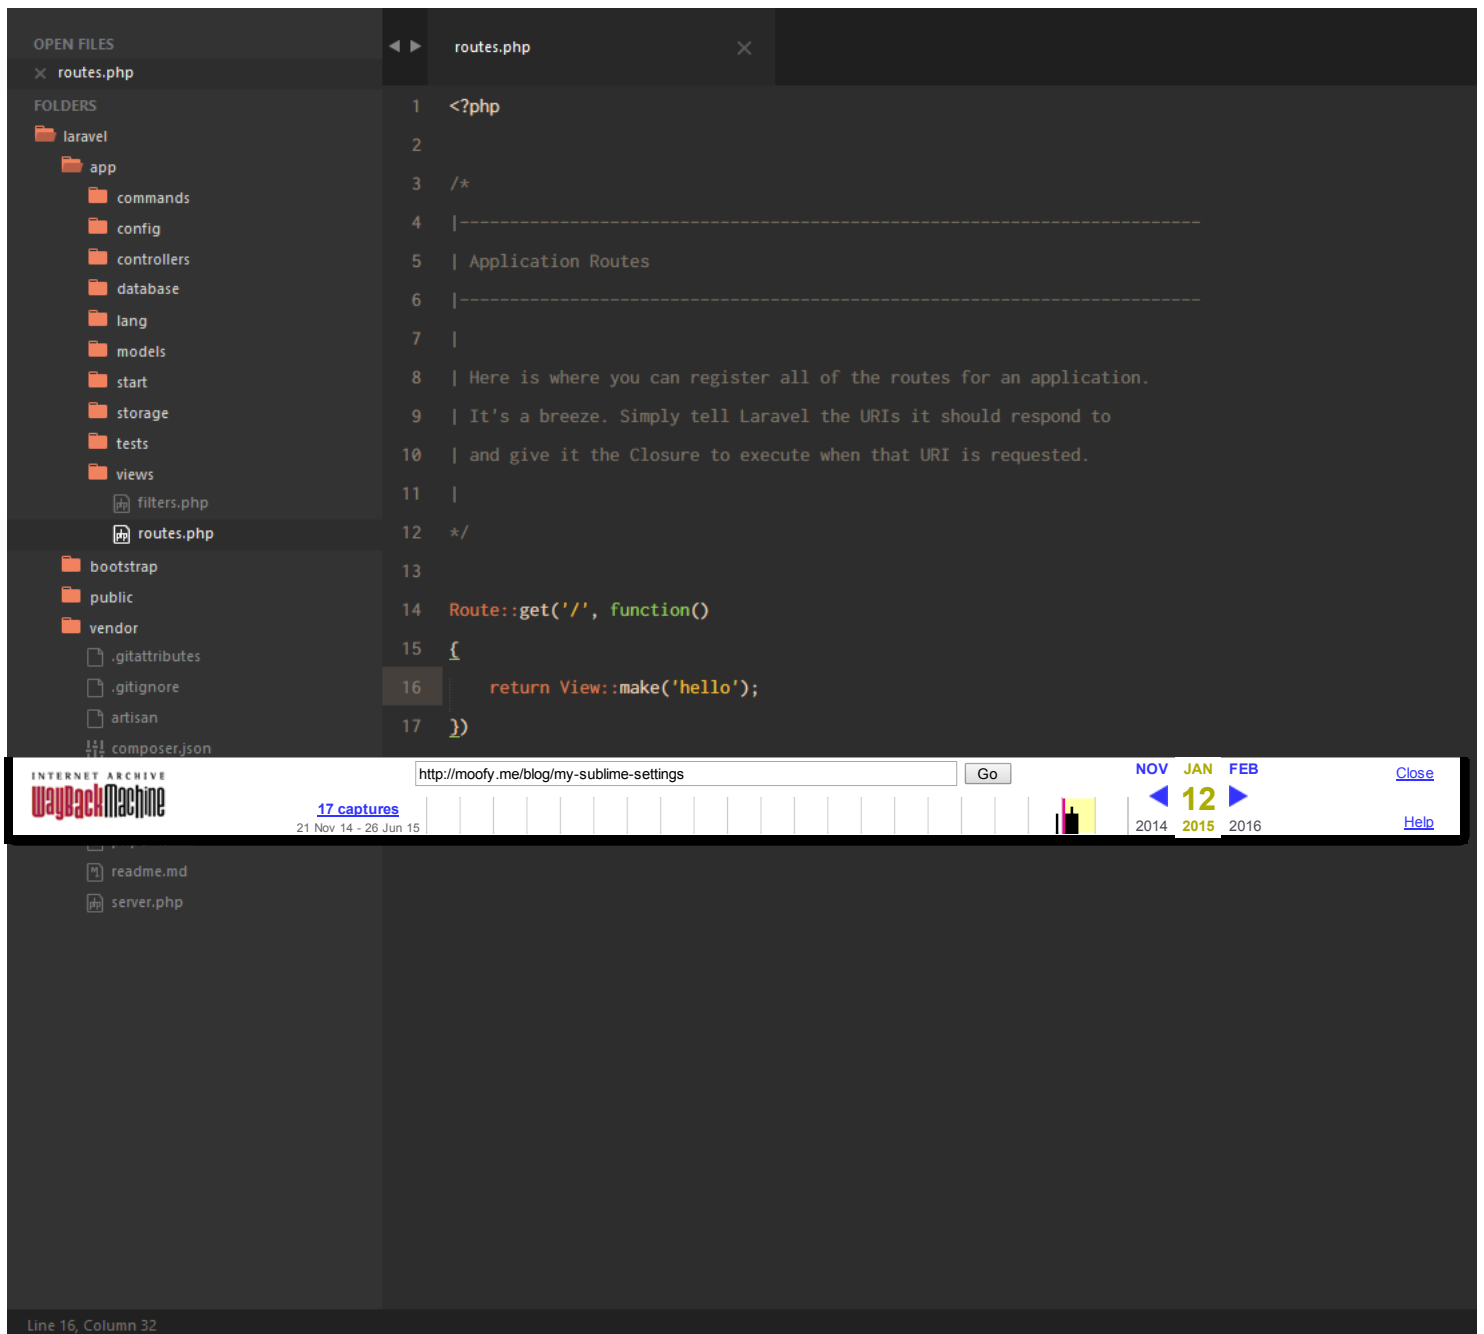 OPEN FILES
routes.php
FOLDERS
laravel
app
commands
config
controllers
database
lang
models
start
storage
tests
views
filters.php
routes.php
bootstrap
public
vendor
.gitattributes
.gitignore
artisan
composer.json
readme.md
server.php
routes.php
1 <?php
2
3 /*
4 |--------------------------------------------------------------------------
5 | Application Routes
6 |--------------------------------------------------------------------------
7 |
8 | Here is where you can register all of the routes for an application.
9 | It's a breeze. Simply tell Laravel the URIs it should respond to
10 | and give it the Closure to execute when that URI is requested.
11 |
12 */
13
14 Route::get('/', function()
15 {
16     return View::make('hello');
17 })
INTERNET ARCHIVE
WayBackMachine
17 captures
21 Nov 14 - 26 Jun 15
http://moofy.me/blog/my-sublime-settings
Go
NOV JAN FEB
12
2014 2015 2016
Close
Help
Line 16, Column 32